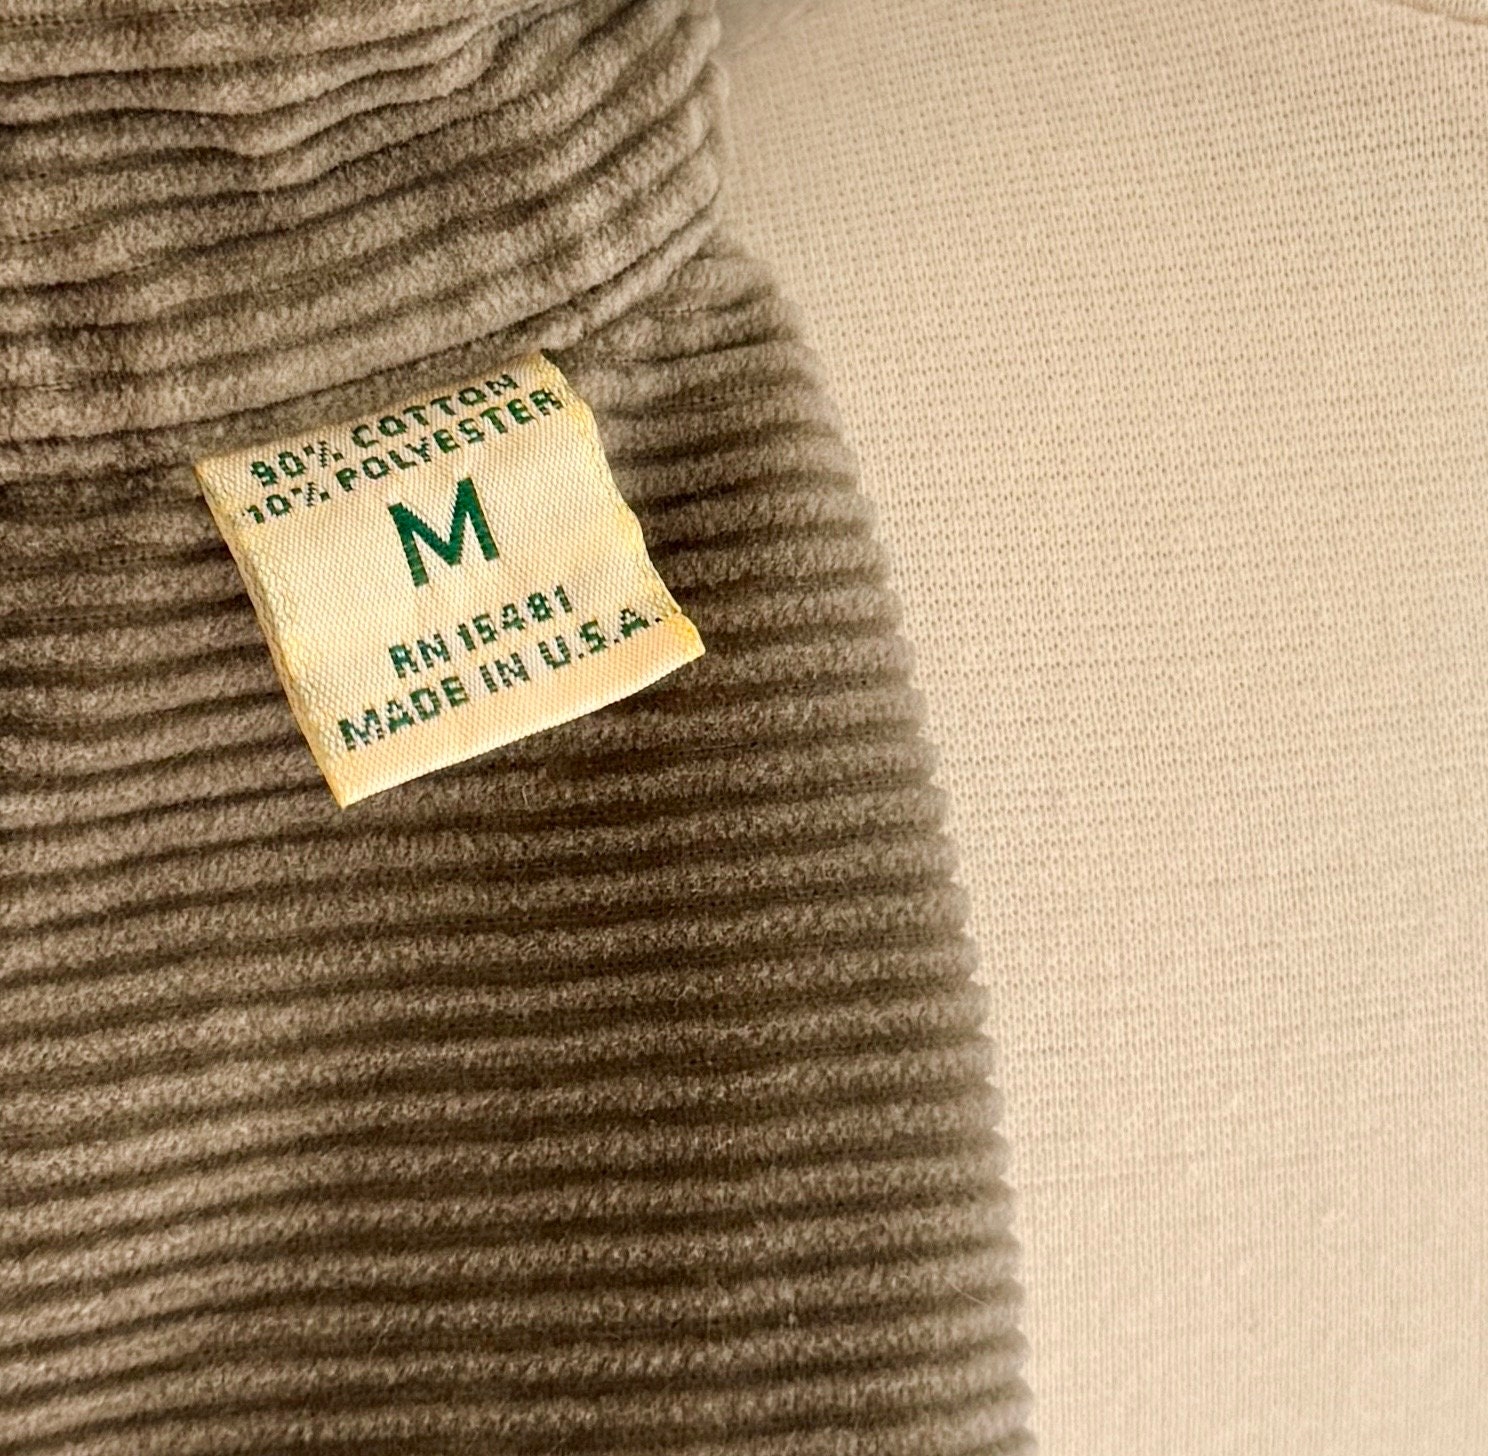 90% COTTON
10% POLYESTER
M
RN 15481
MADE IN U.S.A.